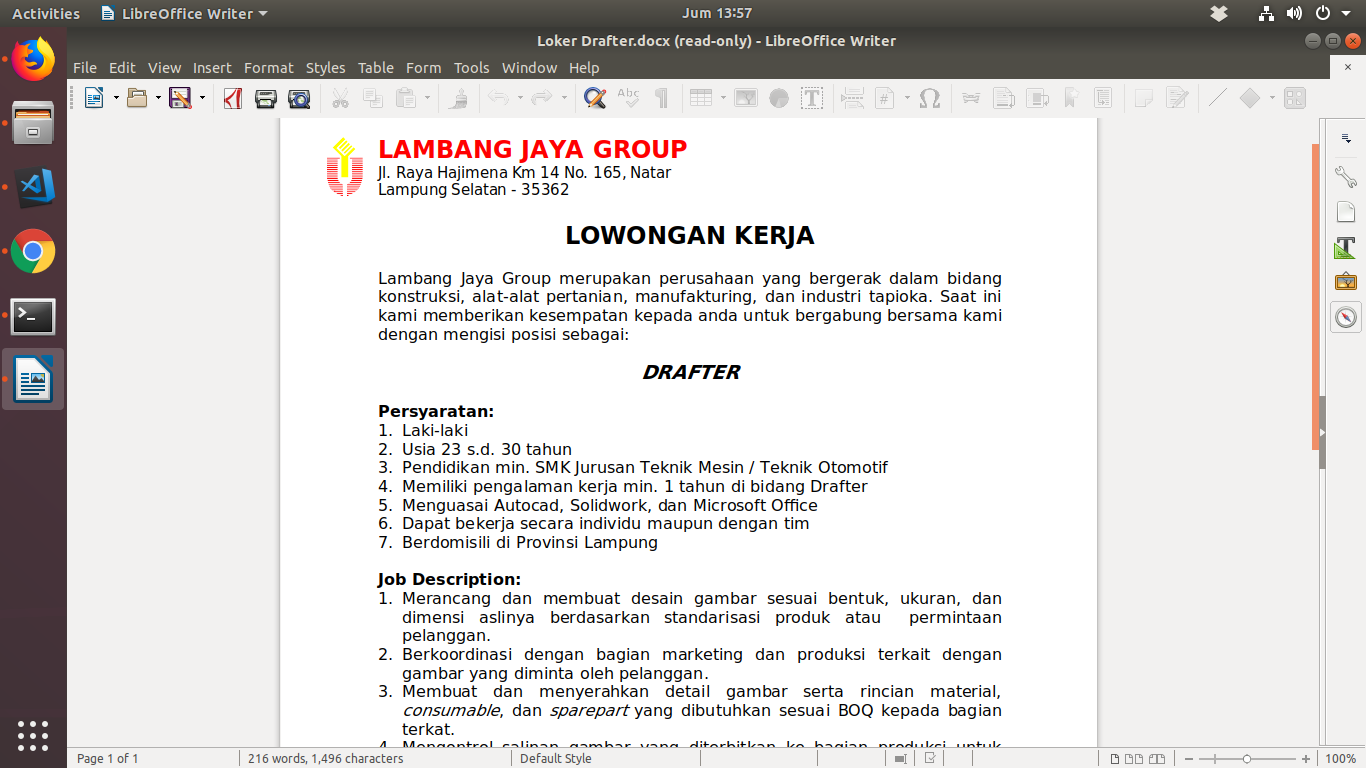 Activities
LibreOffice Writer
Jum 13:57
Loker Drafter.docx (read-only) - LibreOffice Writer
File Edit View Insert Format Styles Table Form Tools Window Help
LAMBANG JAYA GROUP
Jl. Raya Hajimena Km 14 No. 165, Natar
Lampung Selatan - 35362
LOWONGAN KERJA
Lambang Jaya Group merupakan perusahaan yang bergerak dalam bidang
konstruksi, alat-alat pertanian, manufakturing, dan industri tapioka. Saat ini
kami memberikan kesempatan kepada anda untuk bergabung bersama kami
dengan mengisi posisi sebagai:
DRAFTER
Persyaratan:
1. Laki-laki
2. Usia 23 s.d. 30 tahun
3. Pendidikan min. SMK Jurusan Teknik Mesin / Teknik Otomotif
4. Memiliki pengalaman kerja min. 1 tahun di bidang Drafter
5. Menguasai Autocad, Solidwork, dan Microsoft Office
6. Dapat bekerja secara individu maupun dengan tim
7. Berdomisili di Provinsi Lampung
Job Description:
1. Merancang dan membuat desain gambar sesuai bentuk, ukuran, dan
dimensi aslinya berdasarkan standarisasi produk atau permintaan
pelanggan.
2. Berkoordinasi dengan bagian marketing dan produksi terkait dengan
gambar yang diminta oleh pelanggan.
3. Membuat dan menyerahkan detail gambar serta rincian material,
consumable, dan sparepart yang dibutuhkan sesuai BOQ kepada bagian
terkat.
4. Mengontrol salinan gambar yang diterbitkan ke bagian produksi untuk
Page 1 of 1
216 words, 1,496 characters
Default Style
100%